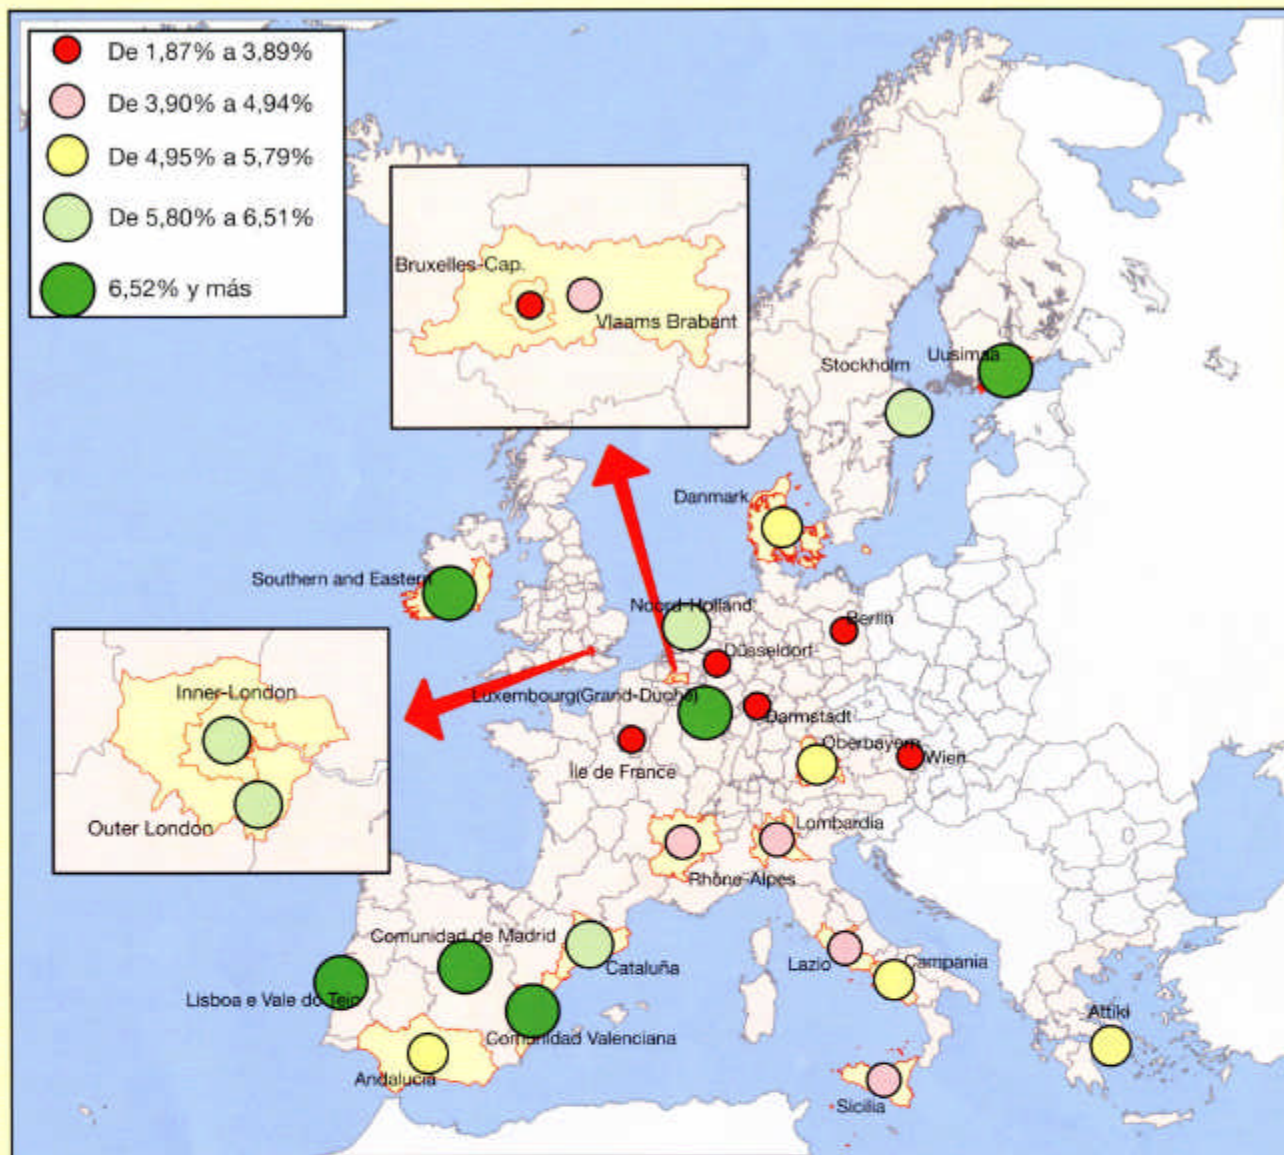 De 1,87% a 3,89%
De 3,90% a 4,94%
De 4,95% a 5,79%
De 5,80% a 6,51%
6,52% y más
Bruxelles-Cap.
Vlaams Brabant
Stockholm
Uusimaa
Danmark
Southern and Eastern
Noord-Holland
Berlin
Düsseldorf
Inner-London
Luxembourg(Grand-Duché)
Darmstadt
Oberbayern
Wien
Île de France
Outer London
Lombardia
Rhône-Alpes
Comunidad de Madrid
Cataluña
Lazio
Campania
Lisboa e Vale do Tejo
Attiki
Comunidad Valenciana
Andalucía
Sicilia